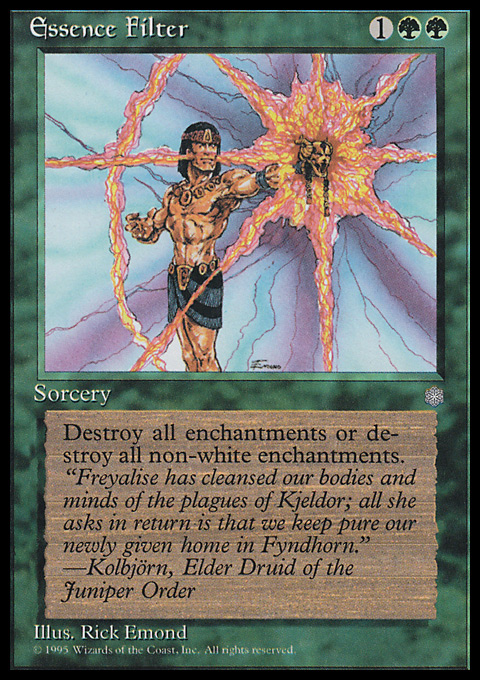 Essence Filter 1
Emond
Sorcery
Destroy all enchantments or de-
stroy all non-white enchantments.
“Freyalise has cleansed our bodies and
minds of the plagues of Kjeldor; all she
asks in return is that we keep pure our
newly given home in Fyndhorn.”
—Kolbjörn, Elder Druid of the
Juniper Order
Illus. Rick Emond
© 1995 Wizards of the Coast, Inc. All rights reserved.